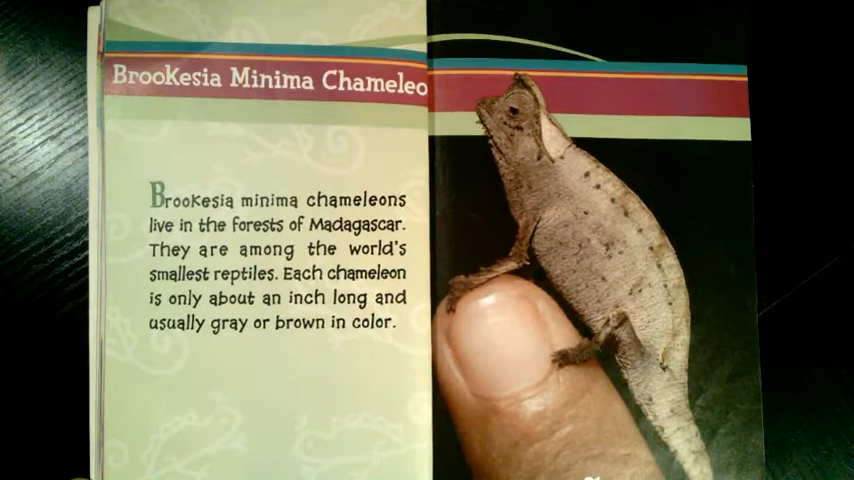 Brookesia Minima Chameleo
Brookesia minima chameleons
live in the forests of Madagascar.
They are among the world's
smallest reptiles. Each chameleon
is only about an inch long and
usually gray or brown in color.